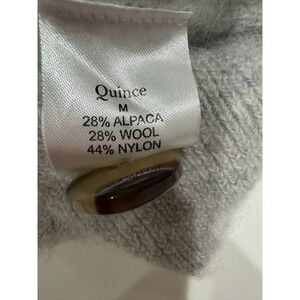 Quince
M
28% ALPACA
28% WOOL
44% NYLON